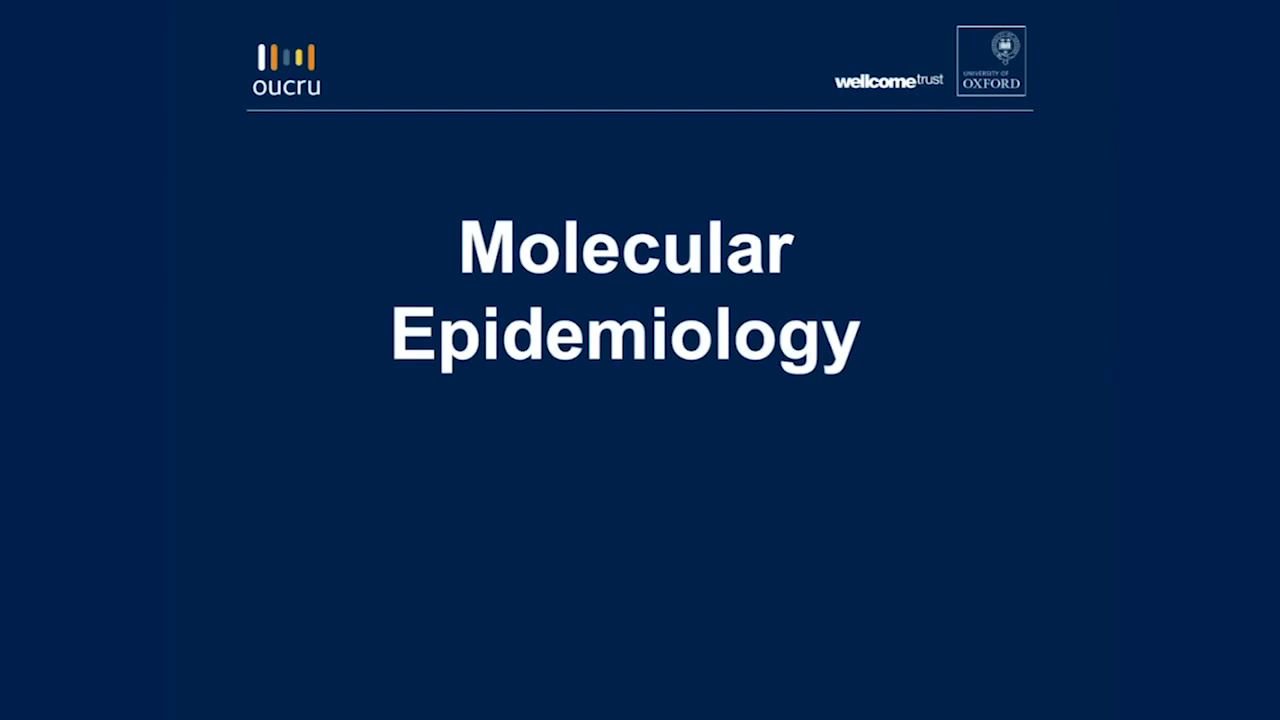 oucru
wellcometrust
UNIVERSITY OF
OXFORD
Molecular
Epidemiology